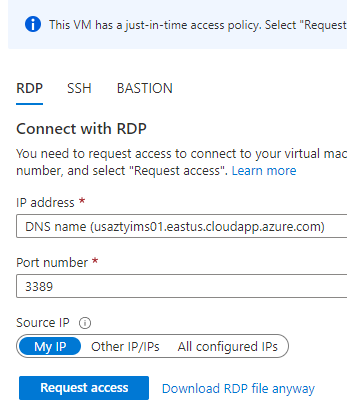 This VM has a just-in-time access policy. Select "Request
RDP SSH BASTION
Connect with RDP
You need to request access to connect to your virtual mac
number, and select "Request access". Learn more
IP address *
DNS name (usaztyims01.eastus.cloudapp.azure.com)
Port number *
3389
Source IP
My IP Other IP/IPs All configured IPs
Request access Download RDP file anyway